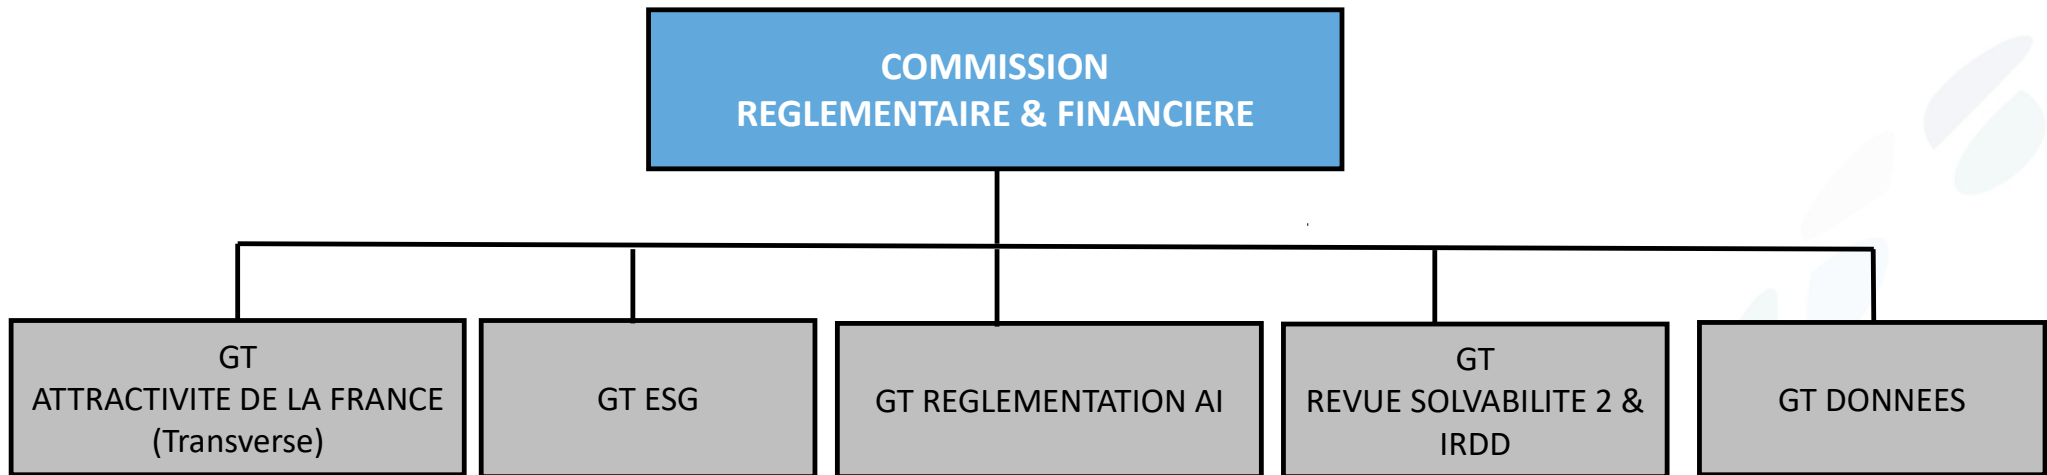 COMMISSION
REGLEMENTAIRE & FINANCIERE
GT
ATTRACTIVITE DE LA FRANCE
(Transverse)
GT ESG
GT REGLEMENTATION AI
GT
REVUE SOLVABILITE 2 &
IRDD
GT DONNEES